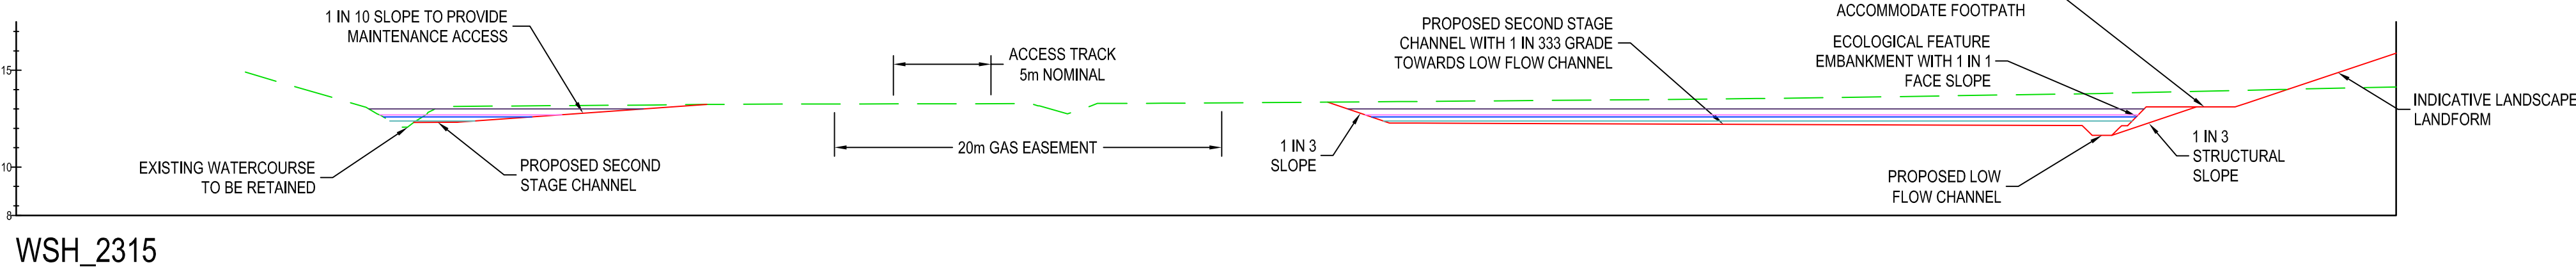 1 IN 10 SLOPE TO PROVIDE
MAINTENANCE ACCESS
ACCESS TRACK
5m NOMINAL
PROPOSED SECOND STAGE
CHANNEL WITH 1 IN 333 GRADE
TOWARDS LOW FLOW CHANNEL
ACCOMMODATE FOOTPATH
ECOLOGICAL FEATURE
EMBANKMENT WITH 1 IN 1
FACE SLOPE
15
10
8
EXISTING WATERCOURSE
TO BE RETAINED
PROPOSED SECOND
STAGE CHANNEL
20m GAS EASEMENT
1 IN 3
SLOPE
PROPOSED LOW
FLOW CHANNEL
1 IN 3
STRUCTURAL
SLOPE
INDICATIVE LANDSCAPE
LANDFORM
WSH_2315